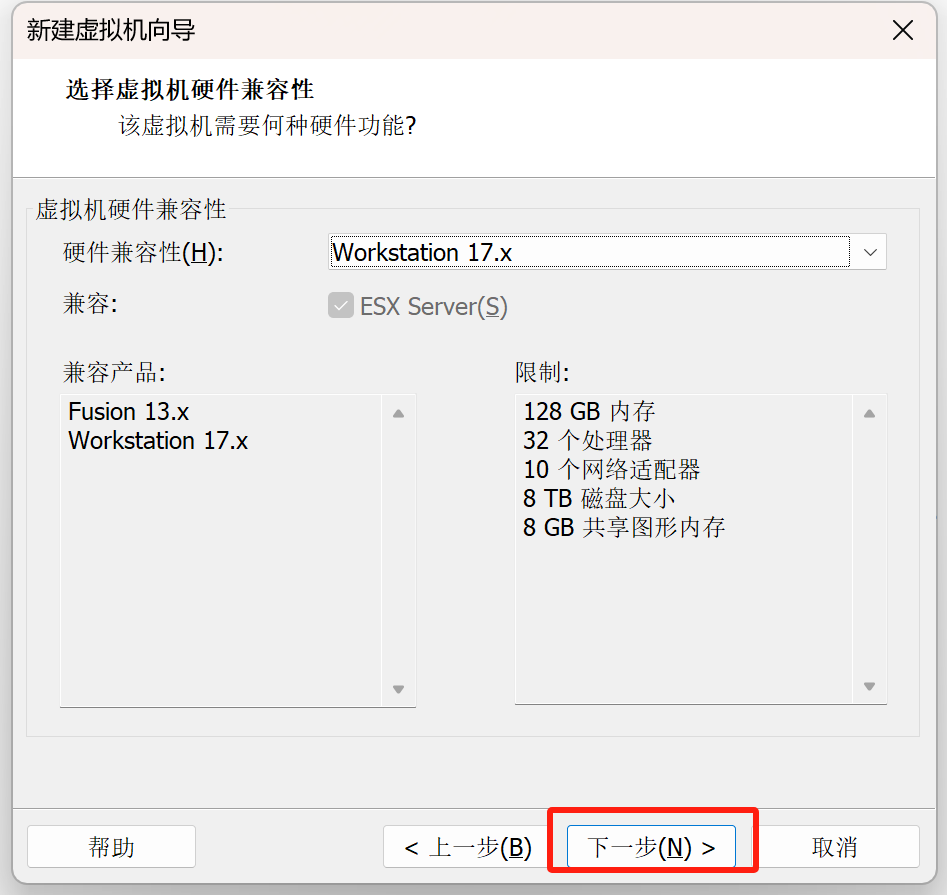 新建虚拟机向导
选择虚拟机硬件兼容性
该虚拟机需要何种硬件功能?
虚拟机硬件兼容性
硬件兼容性(H): Workstation 17.x
兼容: ESX Server(S)
兼容产品:
Fusion 13.x
Workstation 17.x
限制:
128 GB 内存
32 个处理器
10 个网络适配器
8 TB 磁盘大小
8 GB 共享图形内存
帮助 < 上一步(B) 下一步(N) > 取消